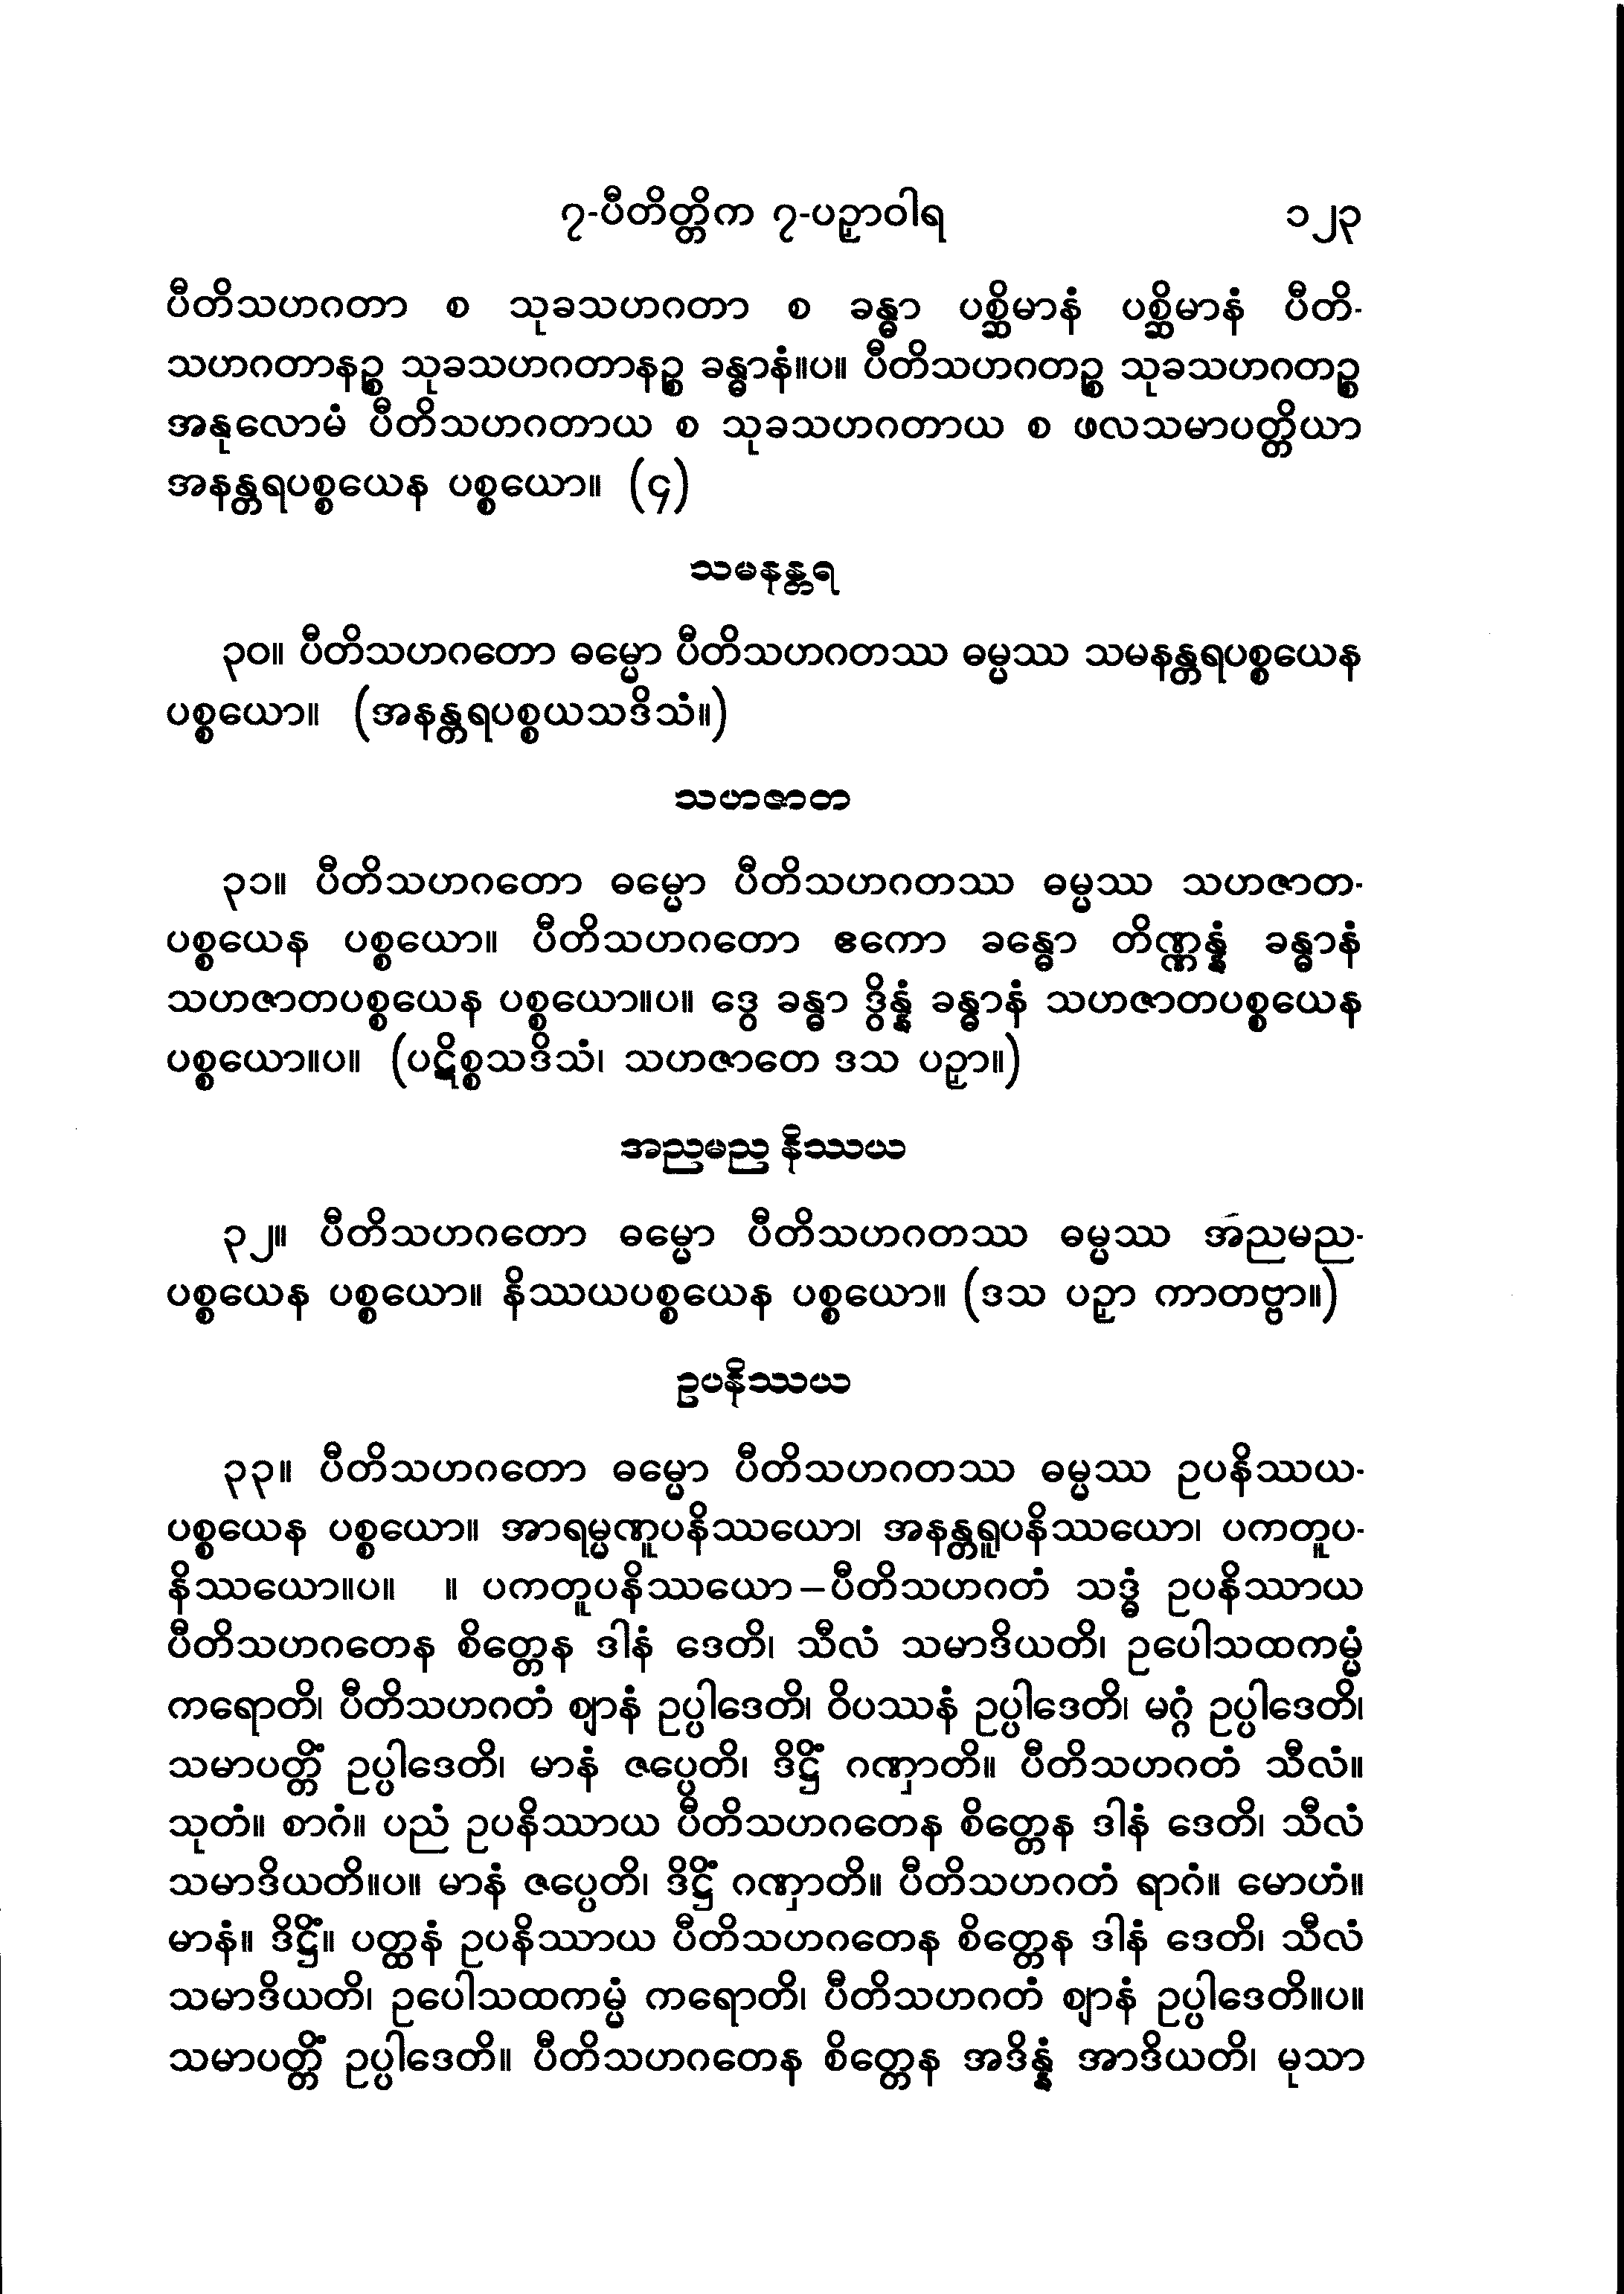 ၇-ပီတိတ္တိက ၇-ပဉှာဝါရ ၁၂၃
ပီတိသဟဂတာ စ သုခသဟဂတာ စ ခန္ဓာ ပစ္ဆိမာနံ ပစ္ဆိမာနံ ပီတိ-
သဟဂတာနဉ္စ သုခသဟဂတာနဉ္စ ခန္ဓာနံ။ပ။ ပီတိသဟဂတဉ္စ သုခသဟဂတဉ္စ
အနုလောမံ ပီတိသဟဂတာယ စ သုခသဟဂတာယ စ ဖလသမာပတ္တိယာ
အနန္တရပစ္စယေန ပစ္စယော။ (၄)
သမနန္တရ
၃၀။ ပီတိသဟဂတော ဓမ္မော ပီတိသဟဂတဿ ဓမ္မဿ သမနန္တရပစ္စယေန
ပစ္စယော။ (အနန္တရပစ္စယသဒိသံ။)
သဟဇာတ
၃၁။ ပီတိသဟဂတော ဓမ္မော ပီတိသဟဂတဿ ဓမ္မဿ သဟဇာတ-
ပစ္စယေန ပစ္စယော။ ပီတိသဟဂတော ဧကော ခန္ဓော တိဏ္ဏန္နံ ခန္ဓာနံ
သဟဇာတပစ္စယေန ပစ္စယော။ပ။ ဒွေ ခန္ဓာ ဒွိန္နံ ခန္ဓာနံ သဟဇာတပစ္စယေန
ပစ္စယော။ပ။ (ပဋိစ္စသဒိသံ၊ သဟဇာတေ ဒသ ပဉှာ။)
အညမည နိဿယ
၃၂။ ပီတိသဟဂတော ဓမ္မော ပီတိသဟဂတဿ ဓမ္မဿ အညမည-
ပစ္စယေန ပစ္စယော။ နိဿယပစ္စယေန ပစ္စယော။ (ဒသ ပဉှာ ကာတဗ္ဗာ။)
ဥပနိဿယ
၃၃။ ပီတိသဟဂတော ဓမ္မော ပီတိသဟဂတဿ ဓမ္မဿ ဥပနိဿယ-
ပစ္စယေန ပစ္စယော။ အာရမ္မဏူပနိဿယော၊ အနန္တရူပနိဿယော၊ ပကတူပ-
နိဿယော။ပ။ ။ ပကတူပနိဿယော–ပီတိသဟဂတံ သဒ္ဓံ ဥပနိဿာယ
ပီတိသဟဂတေန စိတ္တေန ဒါနံ ဒေတိ၊ သီလံ သမာဒိယတိ၊ ဥပေါသထကမ္မံ
ကရောတိ၊ ပီတိသဟဂတံ ဈာနံ ဥပ္ပါဒေတိ၊ ဝိပဿနံ ဥပ္ပါဒေတိ၊ မဂ္ဂံ ဥပ္ပါဒေတိ၊
သမာပတ္တိံ ဥပ္ပါဒေတိ၊ မာနံ ဇပ္ပေတိ၊ ဒိဋ္ဌိံ ဂဏှာတိ။ ပီတိသဟဂတံ သီလံ။
သုတံ။ စာဂံ။ ပညံ ဥပနိဿာယ ပီတိသဟဂတေန စိတ္တေန ဒါနံ ဒေတိ၊ သီလံ
သမာဒိယတိ။ပ။ မာနံ ဇပ္ပေတိ၊ ဒိဋ္ဌိံ ဂဏှာတိ။ ပီတိသဟဂတံ ရာဂံ။ မောဟံ။
မာနံ။ ဒိဋ္ဌိံ။ ပတ္ထနံ ဥပနိဿာယ ပီတိသဟဂတေန စိတ္တေန ဒါနံ ဒေတိ၊ သီလံ
သမာဒိယတိ၊ ဥပေါသထကမ္မံ ကရောတိ၊ ပီတိသဟဂတံ ဈာနံ ဥပ္ပါဒေတိ။ပ။
သမာပတ္တိံ ဥပ္ပါဒေတိ။ ပီတိသဟဂတေန စိတ္တေန အဒိန္နံ အာဒိယတိ၊ မုသာ